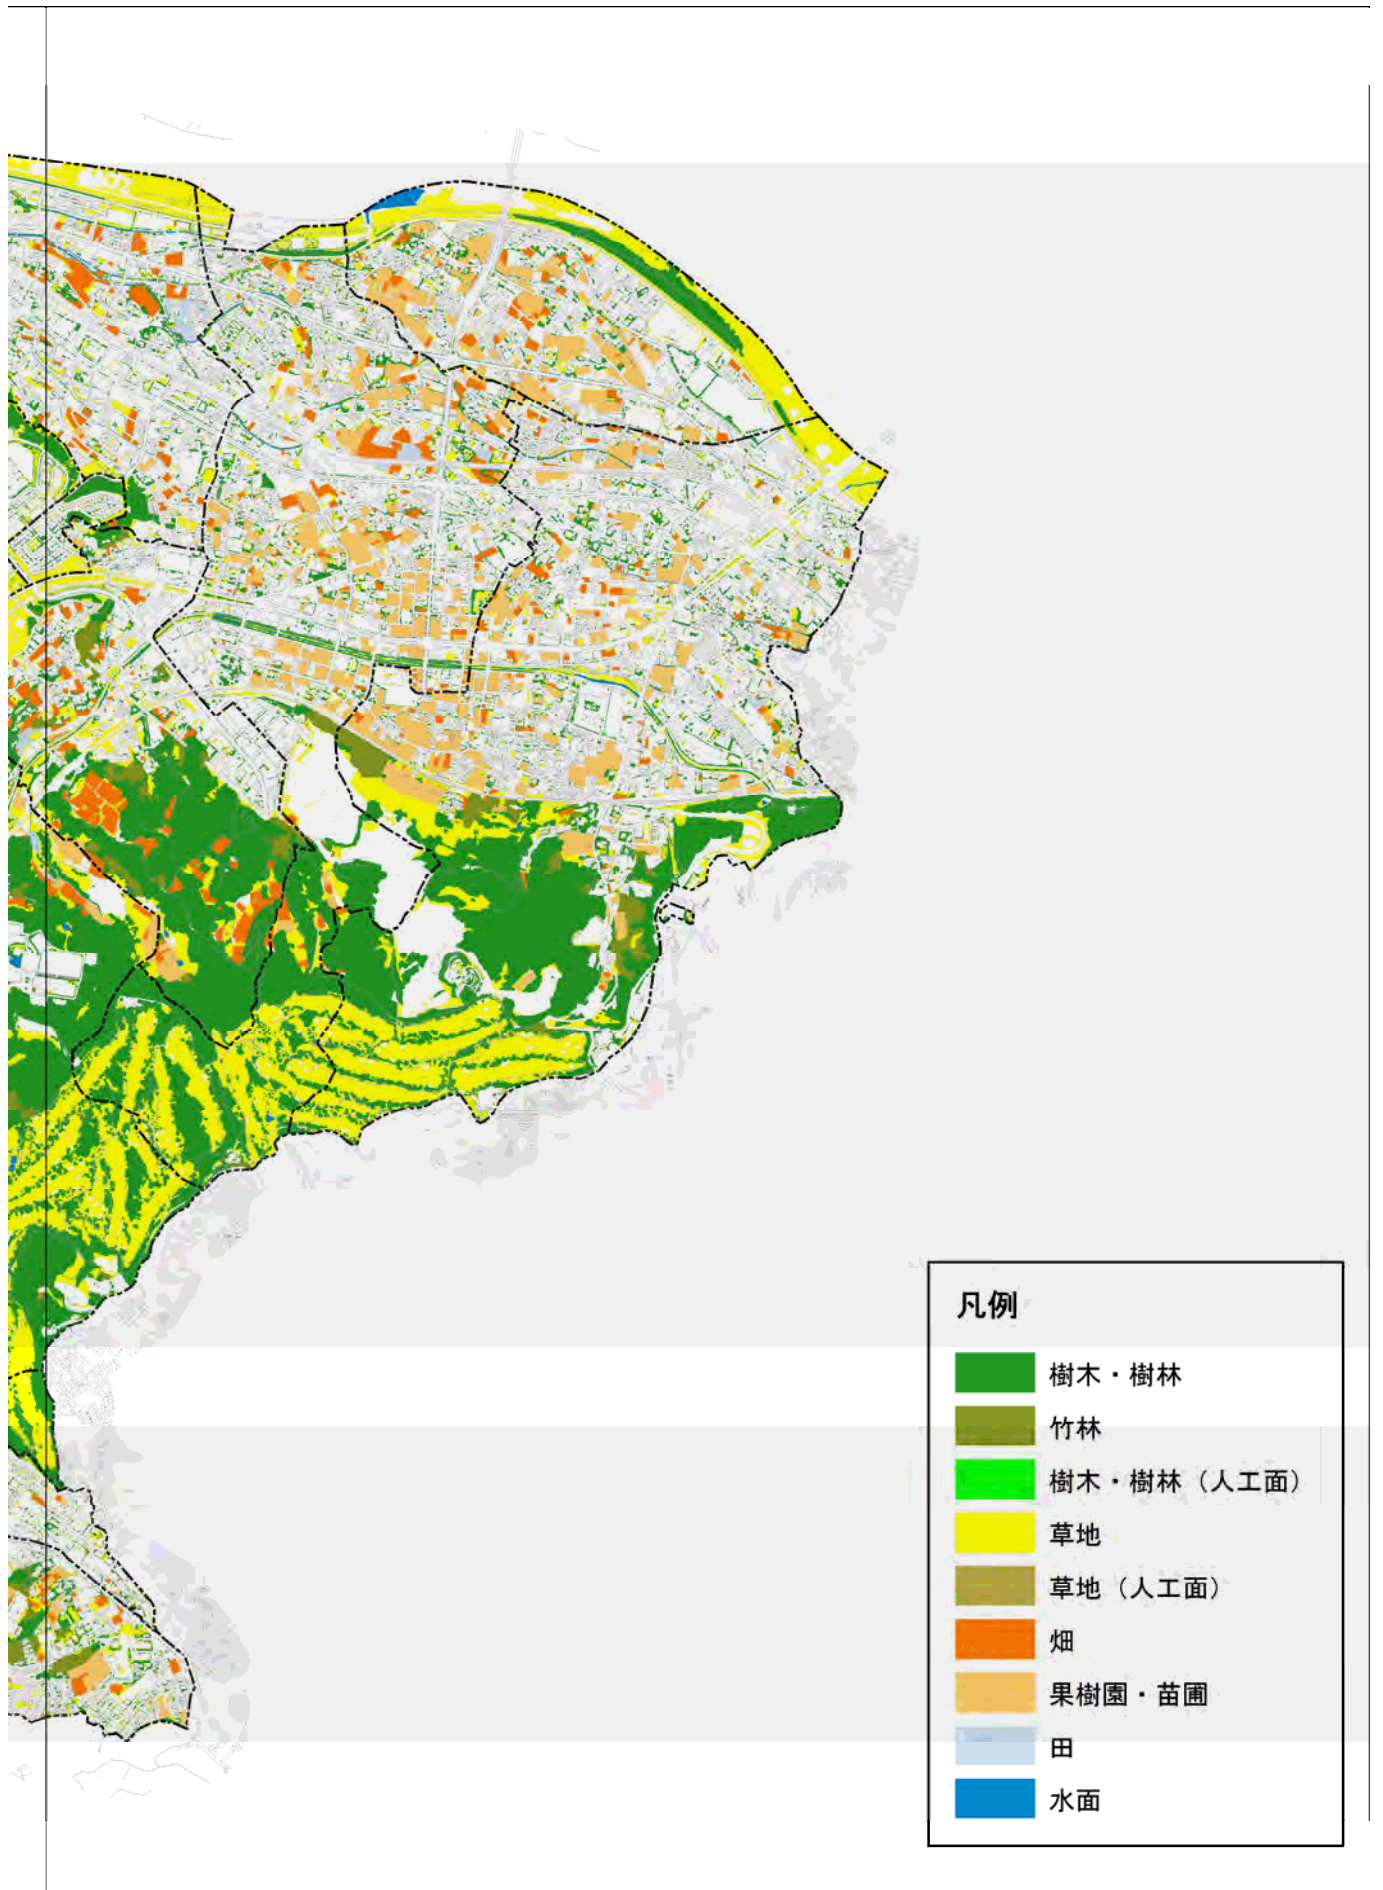 凡例
樹木・樹林
竹林
樹木・樹林（人工面）
草地
草地（人工面）
畑
果樹園・苗圃
田
水面